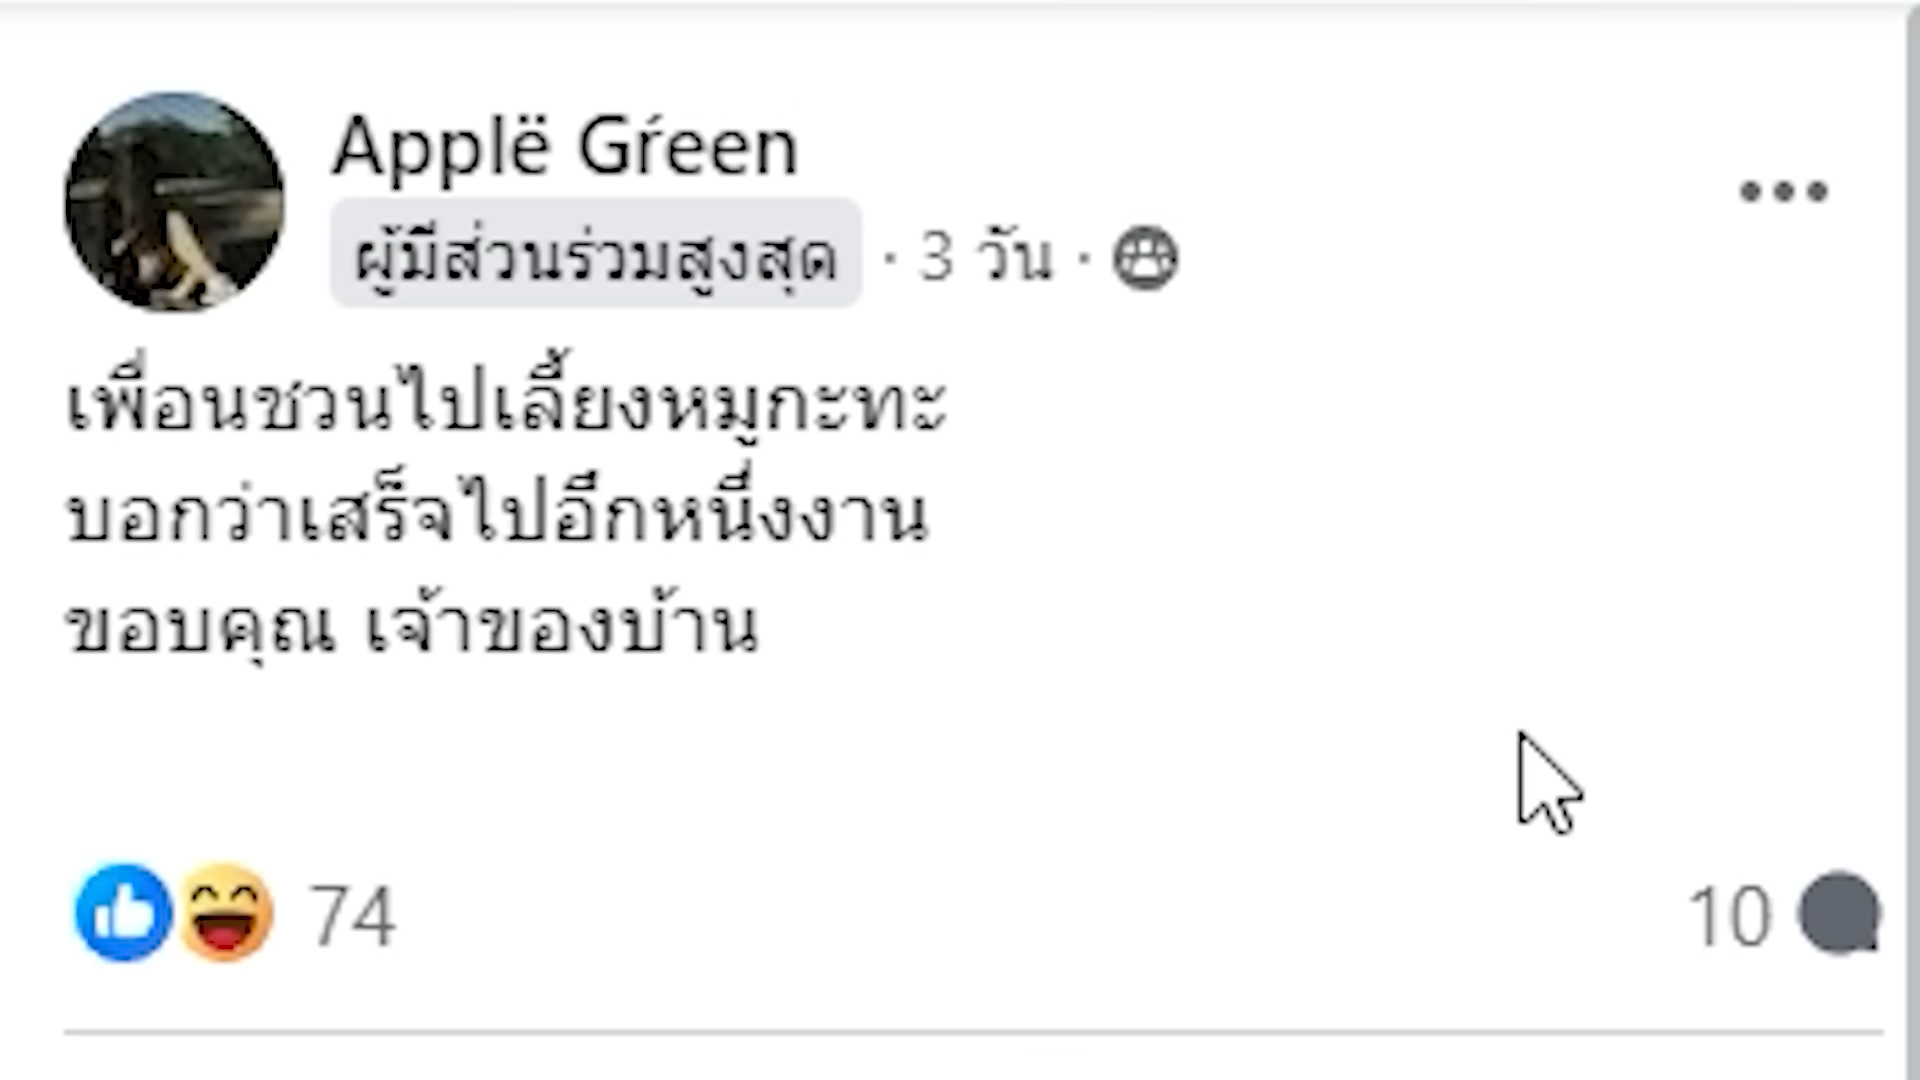 Applë Gŕeen
ผู้มีส่วนร่วมสูงสุด · 3 วัน ·
เพื่อนชวนไปเลี้ยงหมูกะทะ
บอกว่าเสร็จไปอีกหนึ่งงาน
ขอบคุณ เจ้าของบ้าน
74
10